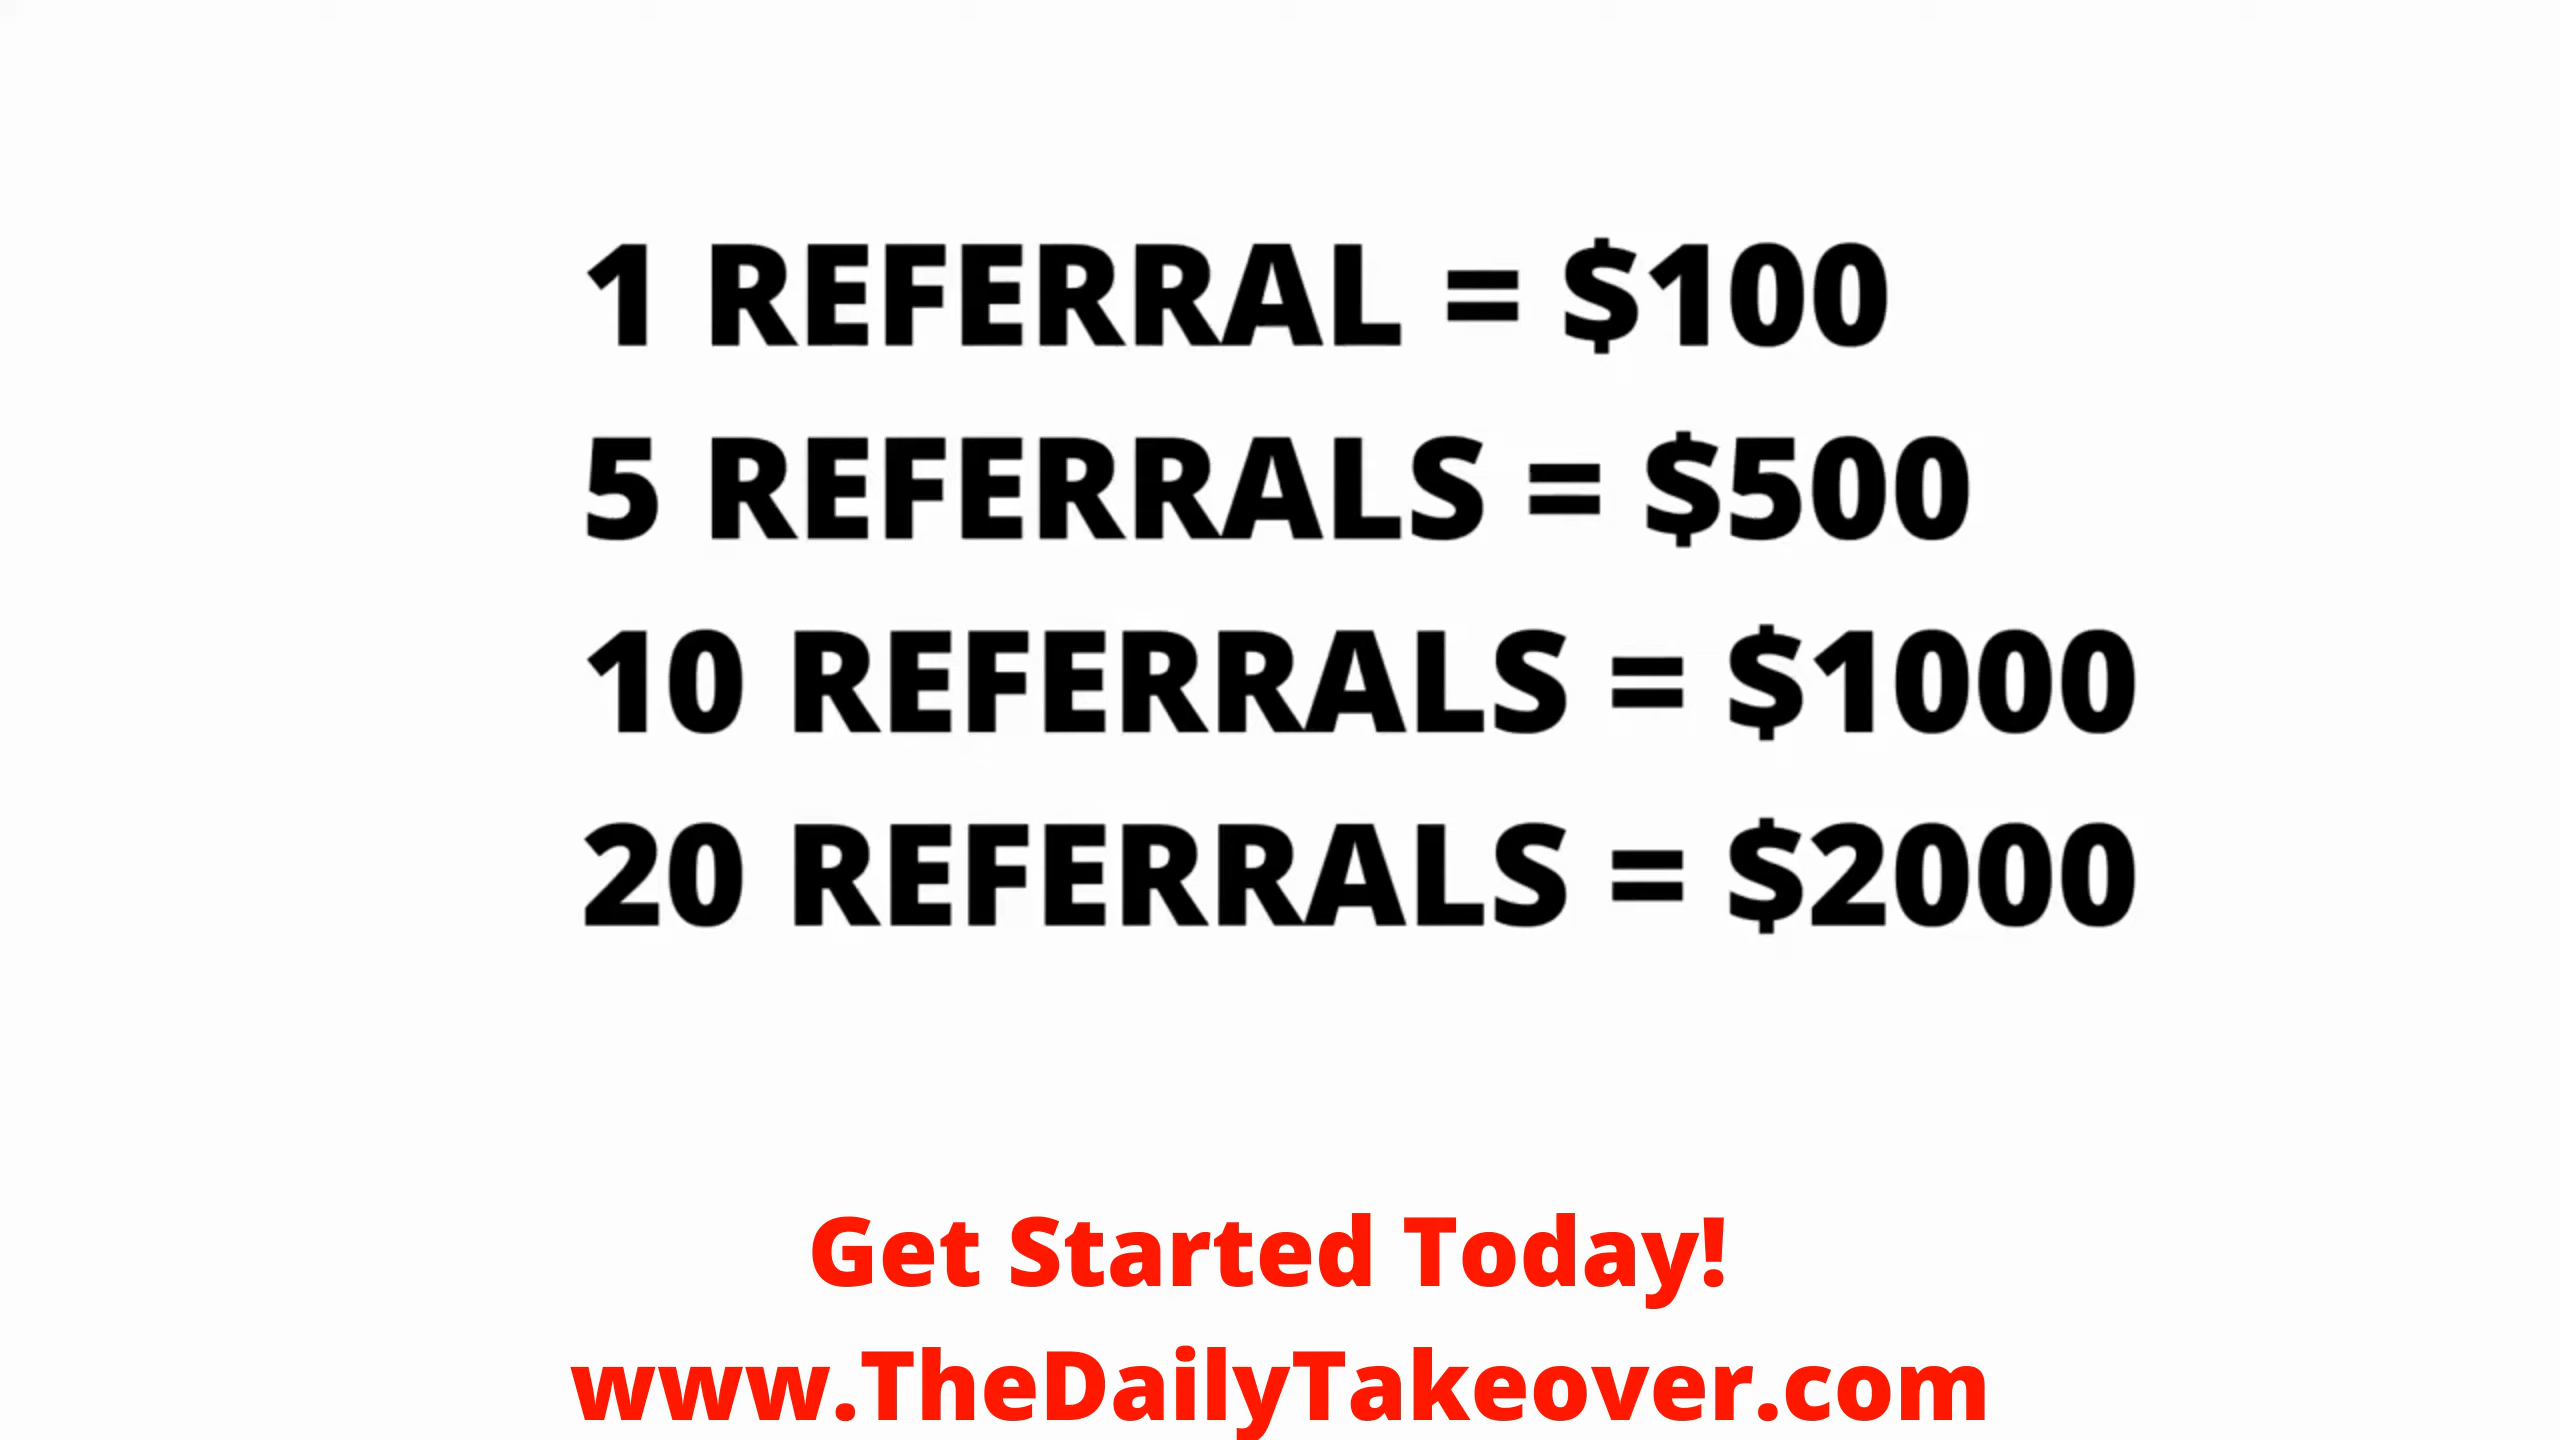 1 REFERRAL = $100
5 REFERRALS = $500
10 REFERRALS = $1000
20 REFERRALS = $2000
Get Started Today!
www.TheDailyTakeover.com